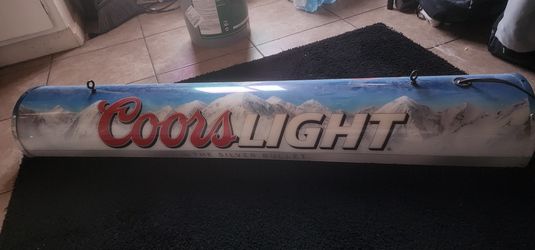 Coors LIGHT
THE SILVER BULLET